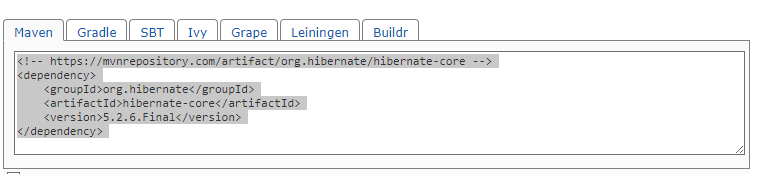 Maven Gradle SBT Ivy Grape Leiningen Buildr
<!-- https://mvnrepository.com/artifact/org.hibernate/hibernate-core -->
<dependency>
    <groupId>org.hibernate</groupId>
    <artifactId>hibernate-core</artifactId>
    <version>5.2.6.Final</version>
</dependency>